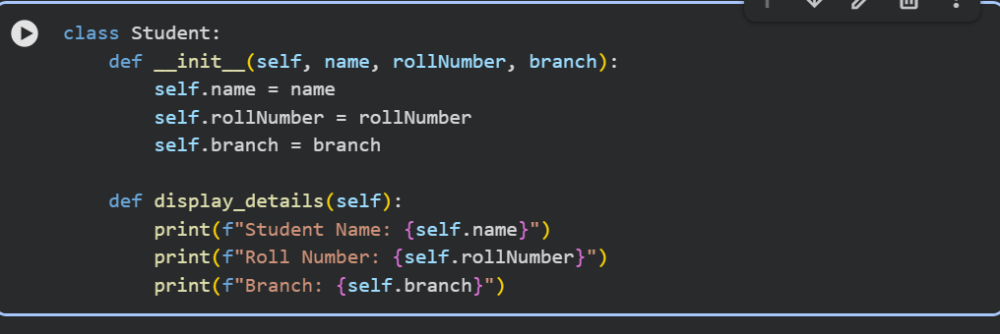 class Student:
    def __init__(self, name, rollNumber, branch):
        self.name = name
        self.rollNumber = rollNumber
        self.branch = branch

    def display_details(self):
        print(f"Student Name: {self.name}")
        print(f"Roll Number: {self.rollNumber}")
        print(f"Branch: {self.branch}")